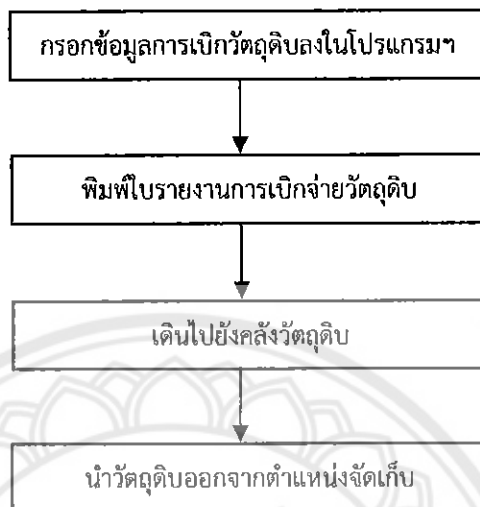 กรอกข้อมูลการเบิกวัตถุดิบลงในโปรแกรมฯ
พิมพ์ใบรายงานการเบิกจ่ายวัตถุดิบ
เดินไปยังคลังวัตถุดิบ
นำวัตถุดิบออกจากตำแหน่งจัดเก็บ